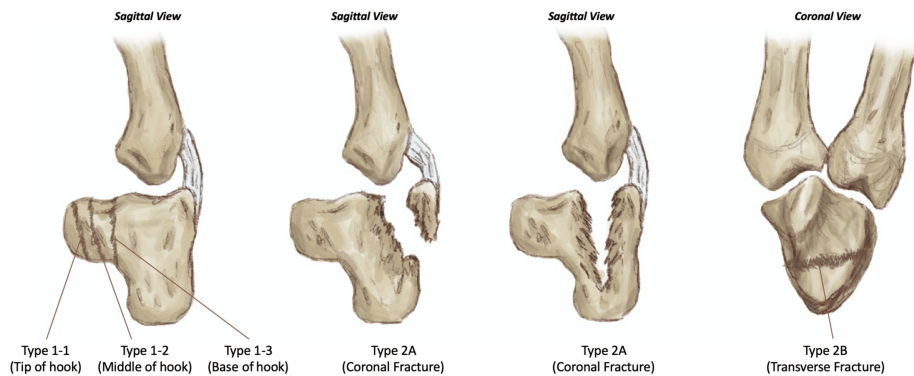 Sagittal View
Sagittal View
Sagittal View
Coronal View
Type 1-1
(Tip of hook)
Type 1-2
(Middle of hook)
Type 1-3
(Base of hook)
Type 2A
(Coronal Fracture)
Type 2A
(Coronal Fracture)
Type 2B
(Transverse Fracture)